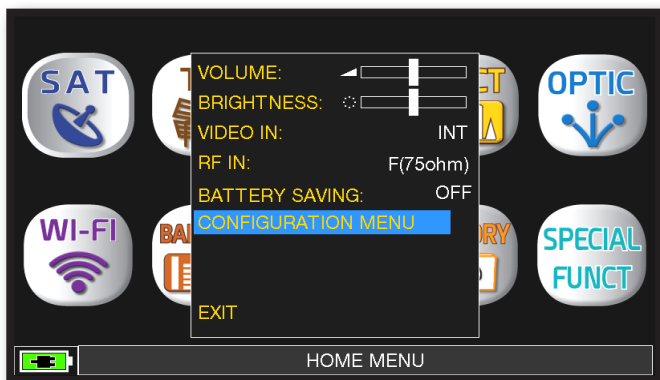 SAT
OPTIC
VOLUME:
BRIGHTNESS:
VIDEO IN: INT
RF IN: F(75ohm)
BATTERY SAVING: OFF
CONFIGURATION MENU
WI-FI
SPECIAL
FUNCT
EXIT
HOME MENU